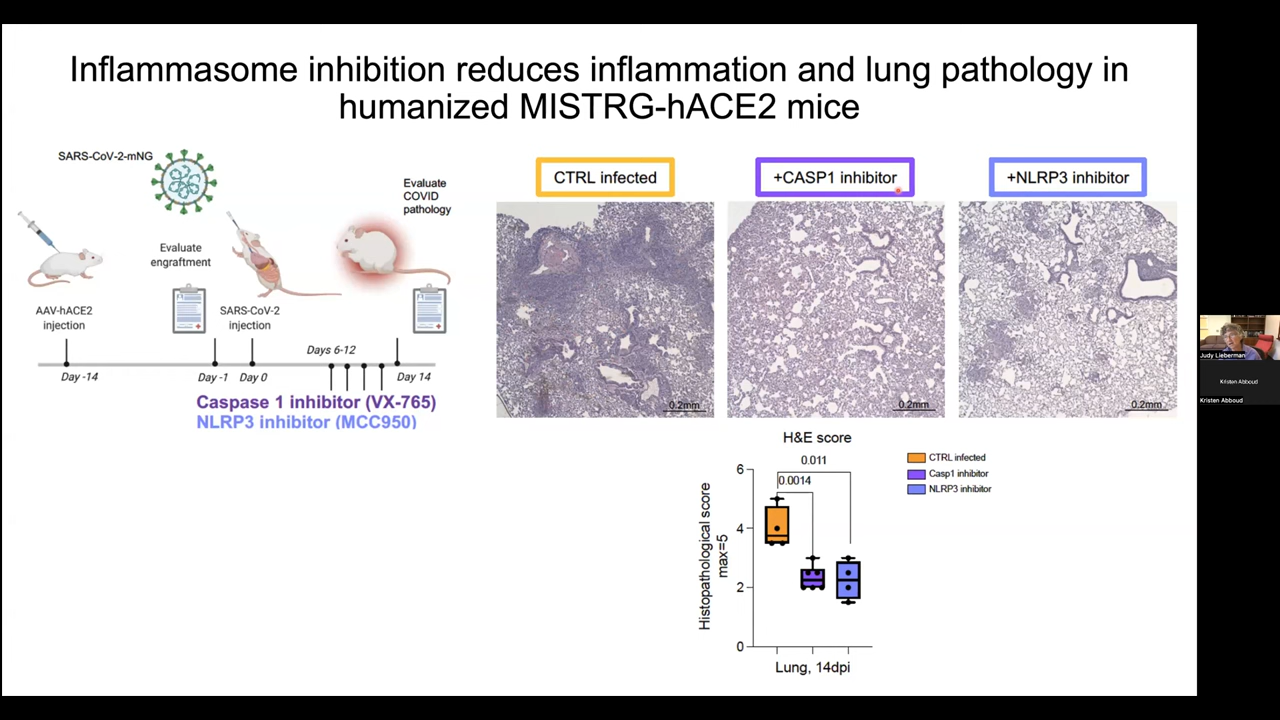 Inflammasome inhibition reduces inflammation and lung pathology in
humanized MISTRG-hACE2 mice
SARS-CoV-2-mNG
Evaluate
COVID
pathology
Evaluate
engraftment
AAV-hACE2
injection
SARS-CoV-2
injection
Days 6-12
Day -14
Day -1
Day 0
Day 14
Caspase 1 inhibitor (VX-765)
NLRP3 inhibitor (MCC950)
CTRL infected
+CASP1 inhibitor
+NLRP3 inhibitor
0.2mm
0.2mm
0.2mm
H&E score
0.011
0.0014
6
4
2
0
Histopathological score
max=5
Lung, 14dpi
CTRL infected
Casp1 inhibitor
NLRP3 inhibitor
Judy Lieberman
Kristen Abboud
Kristen Abboud